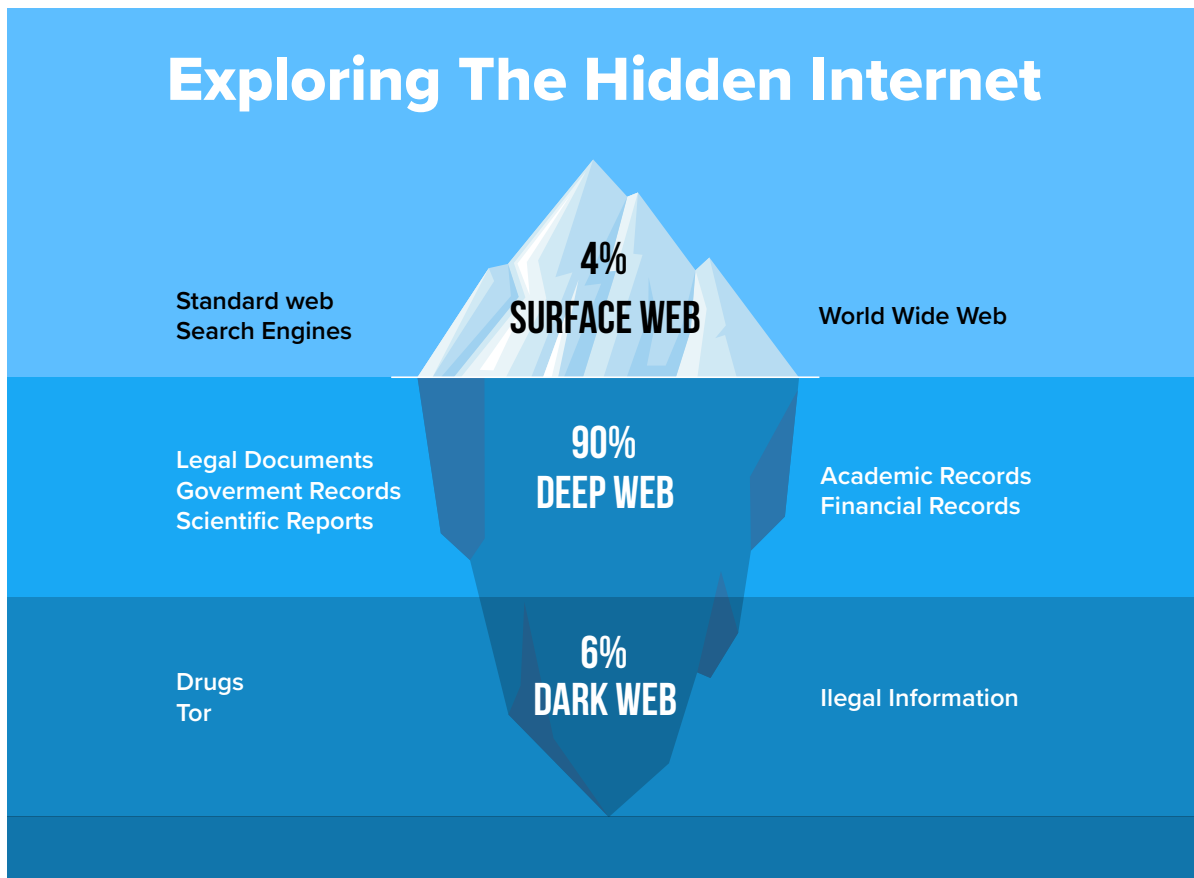 Exploring The Hidden Internet
4%
SURFACE WEB
Standard web
Search Engines
World Wide Web
90%
DEEP WEB
Legal Documents
Goverment Records
Scientific Reports
Academic Records
Financial Records
6%
DARK WEB
Drugs
Tor
Ilegal Information